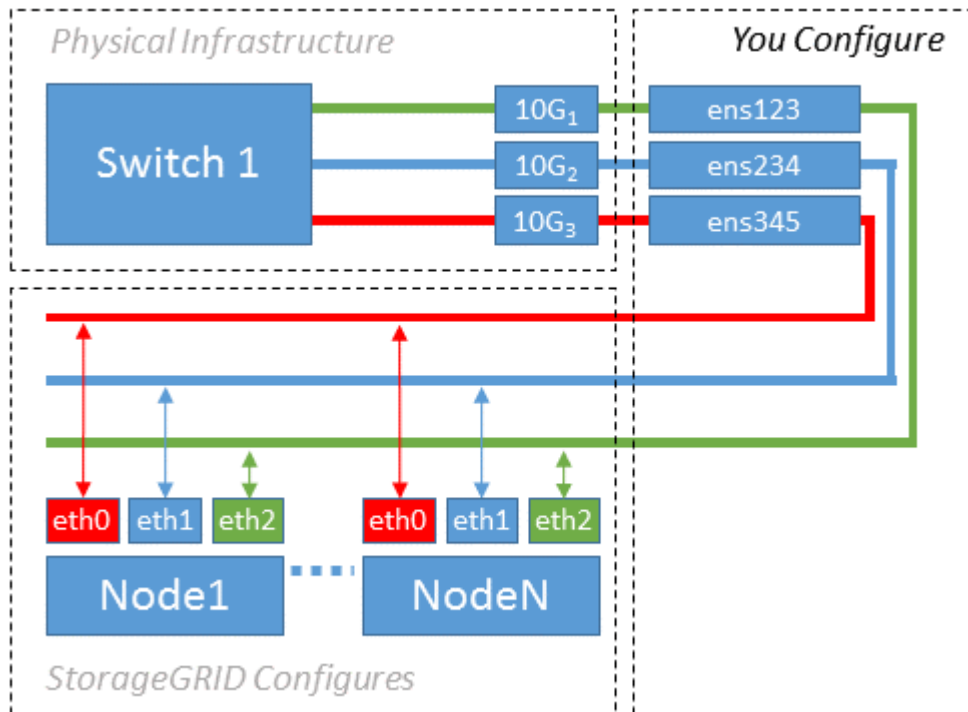 Physical Infrastructure
You Configure
Switch 1
10G₁
ens123
10G₂
ens234
10G₃
ens345
eth0
eth1
eth2
eth0
eth1
eth2
Node1
NodeN
StorageGRID Configures